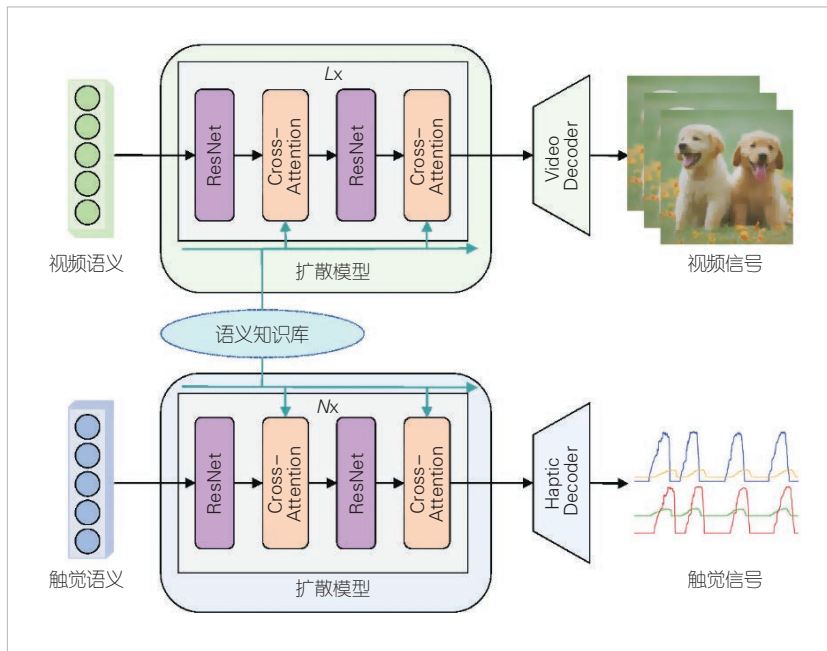 Lx
ResNet
Cross-
Attention
ResNet
Cross-
Attention
Video
Decoder
视频语义
扩散模型
视频信号
语义知识库
Nx
ResNet
Cross-
Attention
ResNet
Cross-
Attention
Haptic
Decoder
触觉语义
扩散模型
触觉信号